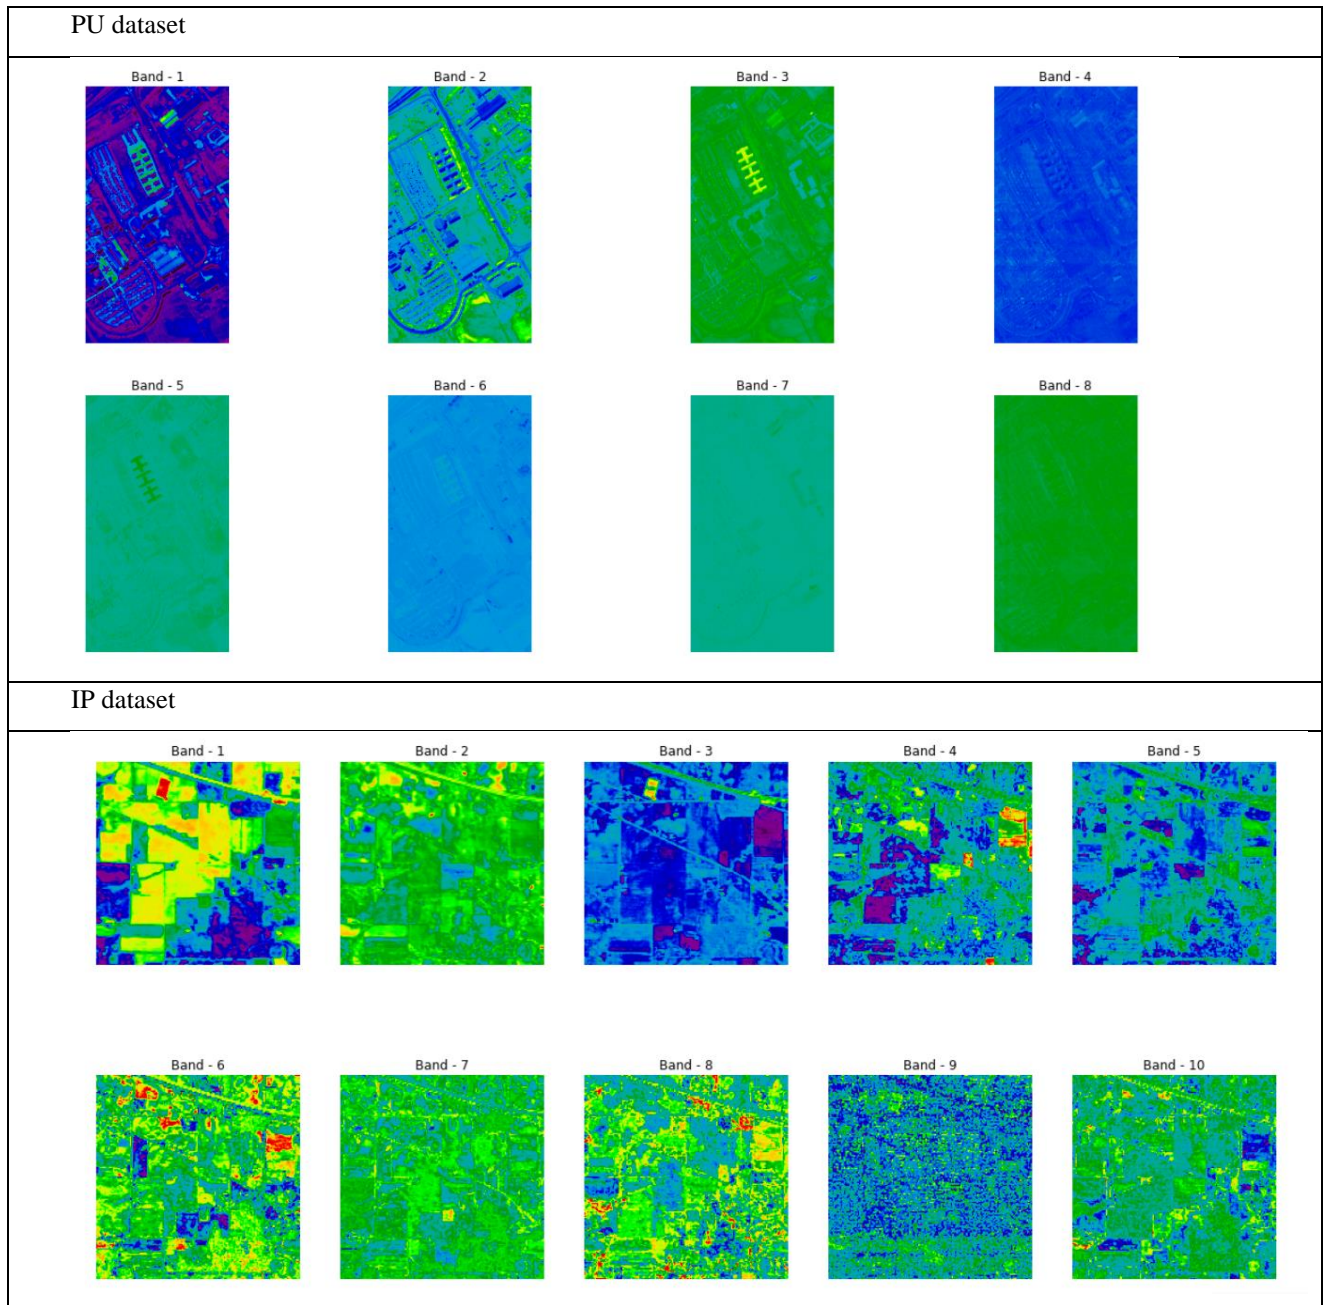 PU dataset
Band - 1
Band - 2
Band - 3
Band - 4
Band - 5
Band - 6
Band - 7
Band - 8
IP dataset
Band - 1
Band - 2
Band - 3
Band - 4
Band - 5
Band - 6
Band - 7
Band - 8
Band - 9
Band - 10